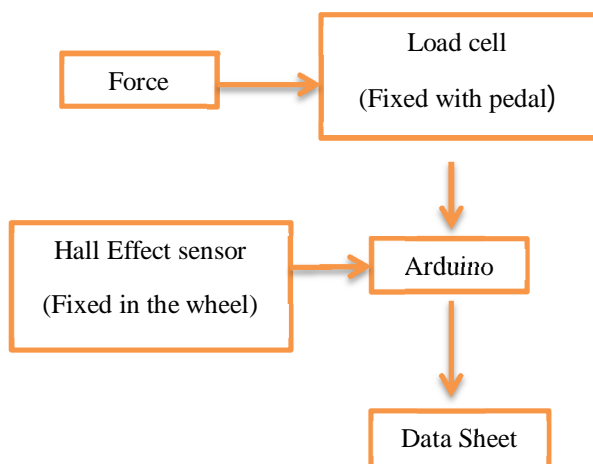 Force
Load cell
(Fixed with pedal)
Hall Effect sensor
(Fixed in the wheel)
Arduino
Data Sheet